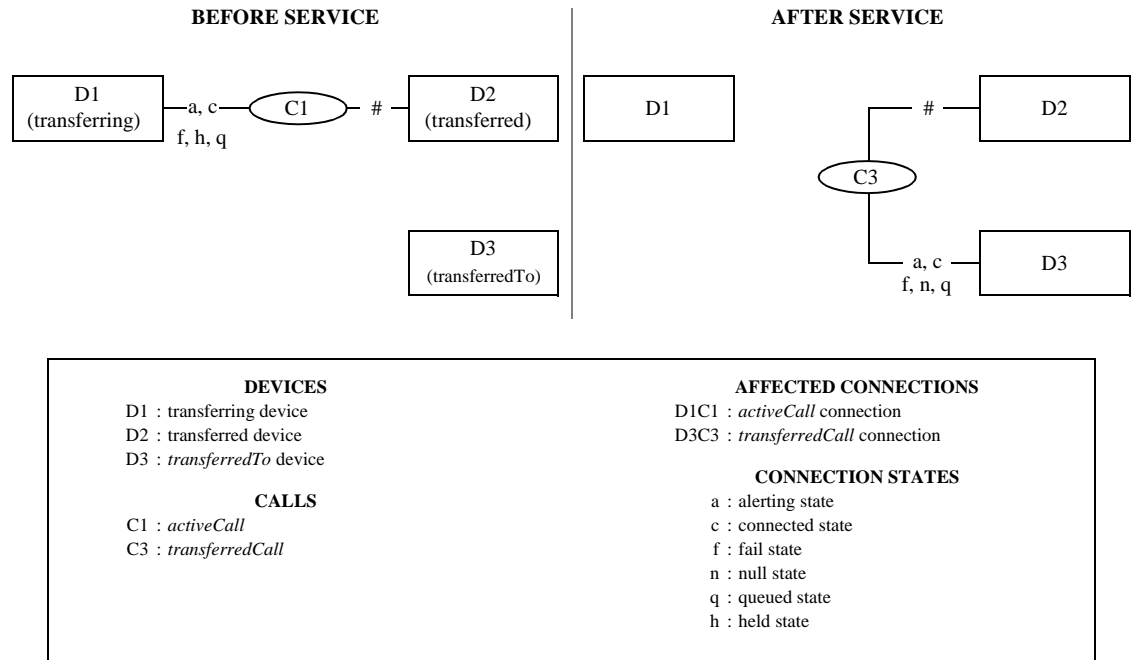 BEFORE SERVICE
D1
(transferring)
a, c
f, h, q
C1
#
D2
(transferred)
D3
(transferredTo)
AFTER SERVICE
D1
#
D2
C3
a, c
f, n, q
D3
DEVICES
D1 : transferring device
D2 : transferred device
D3 : transferredTo device
CALLS
C1 : activeCall
C3 : transferredCall
AFFECTED CONNECTIONS
D1C1 : activeCall connection
D3C3 : transferredCall connection
CONNECTION STATES
a : alerting state
c : connected state
f : fail state
n : null state
q : queued state
h : held state